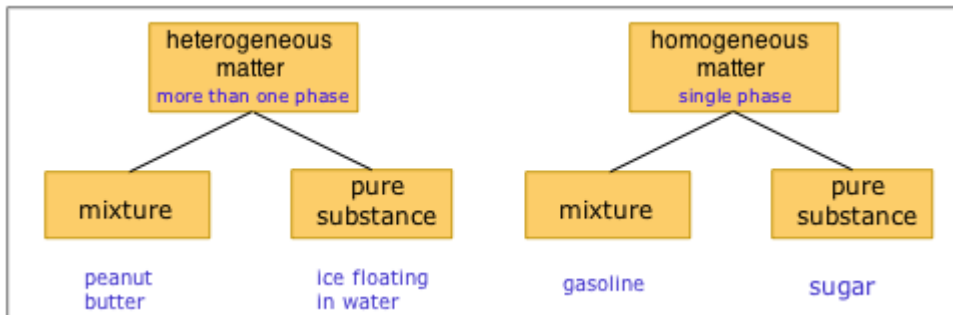 heterogeneous
matter
more than one phase
homogeneous
matter
single phase
mixture
pure
substance
mixture
pure
substance
peanut
butter
ice floating
in water
gasoline
sugar